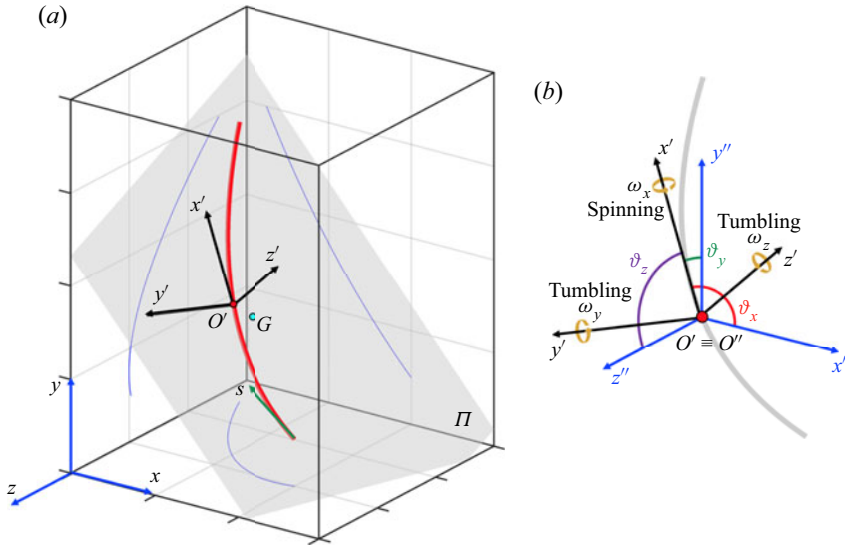 (a)
(b)
x′
y′′
ω_x
Spinning
Tumbling
ω_z
z′
x′
z′
ϑ_z
ϑ_y
y′
O′
G
Tumbling
ω_y
ϑ_x
y′
O′ ≡ O′′
z′′
x′
y
s
Π
x
z